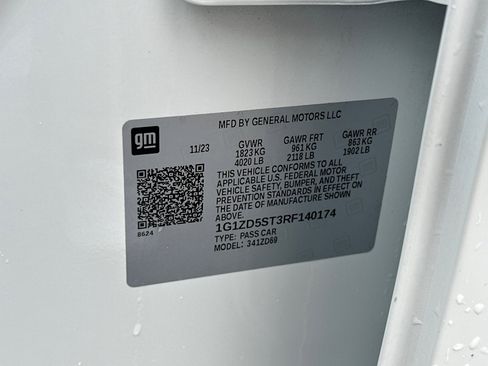 MFD BY GENERAL MOTORS LLC
gm
11/23 GVWR GAWR FRT GAWR RR
1823 KG 961 KG 863 KG
4020 LB 2118 LB 1902 LB
THIS VEHICLE CONFORMS TO ALL
APPLICABLE U.S. FEDERAL MOTOR
VEHICLE SAFETY, BUMPER, AND THEFT
PREVENTION STANDARDS IN EFFECT ON
THE DATE OF MANUFACTURE SHOWN
ABOVE.
1G1ZD5ST3RF140174
TYPE: PASS CAR
MODEL: 341ZD69
8624